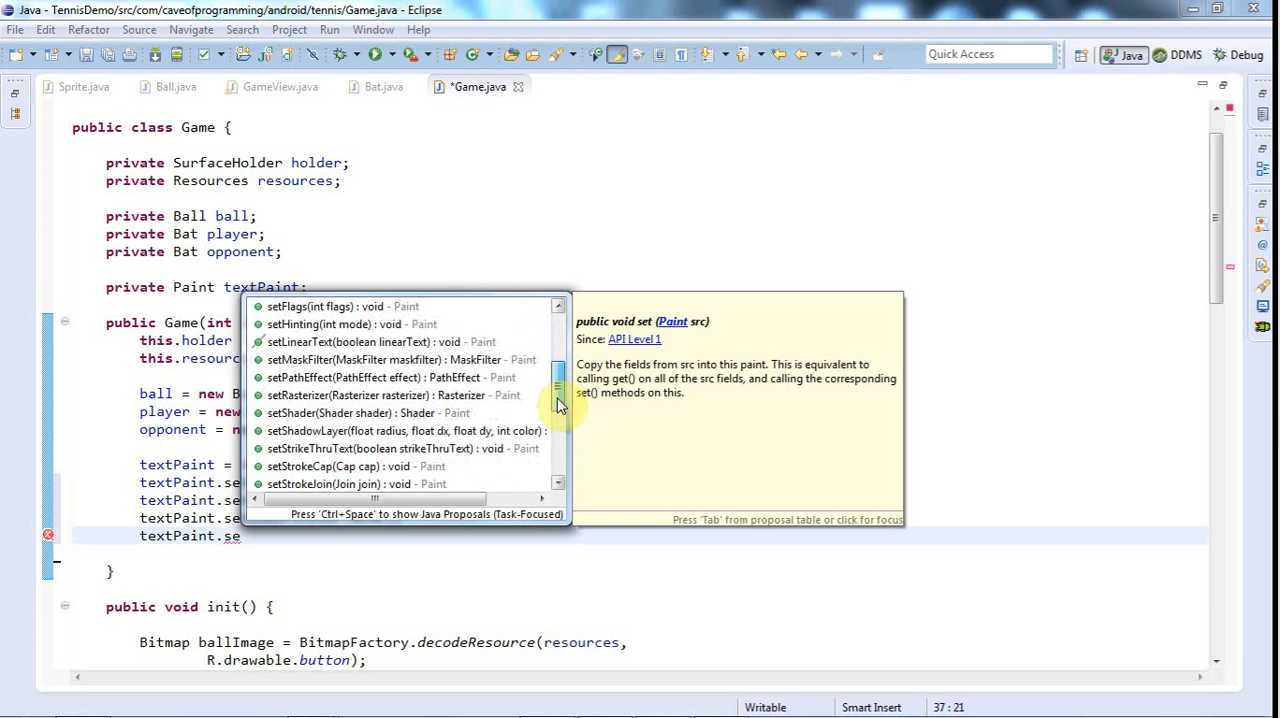 Java - TennisDemo/src/com/caveofprogramming/android/tennis/Game.java - Eclipse
File Edit Refactor Source Navigate Search Project Run Window Help
Quick Access Java DDMS Debug
Sprite.java Ball.java GameView.java Bat.java *Game.java
public class Game {
private SurfaceHolder holder;
private Resources resources;
private Ball ball;
private Bat player;
private Bat opponent;
private Paint textPaint;
public Game(int
this.holder
this.resourc
ball = new B
player = new
opponent =
textPaint =
textPaint.se
textPaint.se
textPaint.se
textPaint.se
}
public void init() {
Bitmap ballImage = BitmapFactory.decodeResource(resources,
R.drawable.button);
setFlags(int flags) : void - Paint
setHinting(int mode) : void - Paint
setLinearText(boolean linearText) : void - Paint
setMaskFilter(MaskFilter maskfilter) : MaskFilter - Paint
setPathEffect(PathEffect effect) : PathEffect - Paint
setRasterizer(Rasterizer rasterizer) : Rasterizer - Paint
setShader(Shader shader) : Shader - Paint
setShadowLayer(float radius, float dx, float dy, int color) :
setStrikeThruText(boolean strikeThruText) : void - Paint
setStrokeCap(Cap cap) : void - Paint
setStrokeJoin(Join join) : void - Paint
Press 'Ctrl+Space' to show Java Proposals (Task-Focused)
public void set (Paint src)
Since: API Level 1
Copy the fields from src into this paint. This is equivalent to
calling get() on all of the src fields, and calling the corresponding
set() methods on this.
Press 'Tab' from proposal table or click for focus
Writable Smart Insert 37 : 21